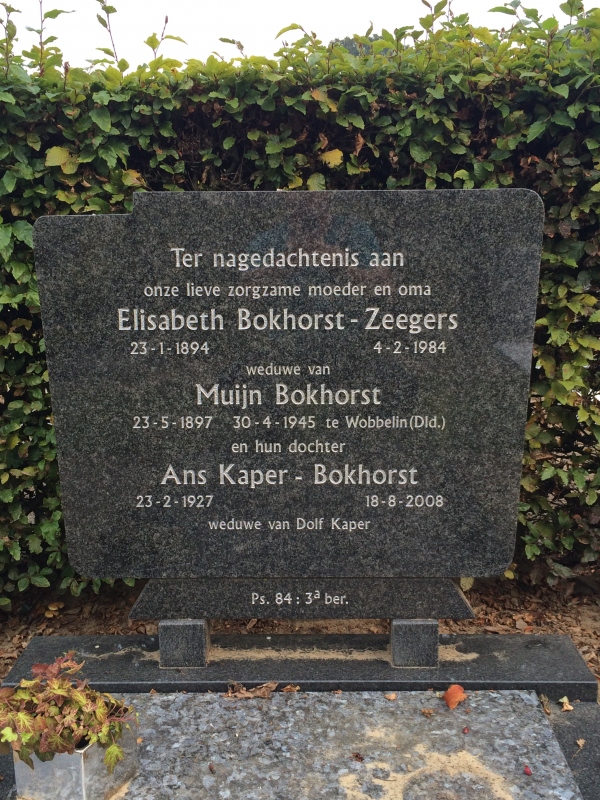 Ter nagedachtenis aan
onze lieve zorgzame moeder en oma
Elisabeth Bokhorst - Zeegers
23-1-1894 4-2-1984
weduwe van
Muijn Bokhorst
23-5-1897 30-4-1945 te Wobbelin (Dld.)
en hun dochter
Ans Kaper - Bokhorst
23-2-1927 18-8-2008
weduwe van Dolf Kaper
Ps. 84 : 3ª ber.